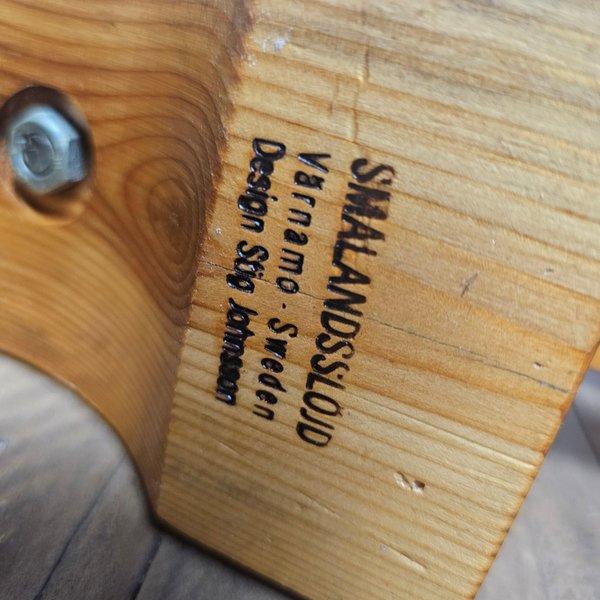 SMALANDSSLÖJD
Värnamo · Sweden
Design Stig Johnsson